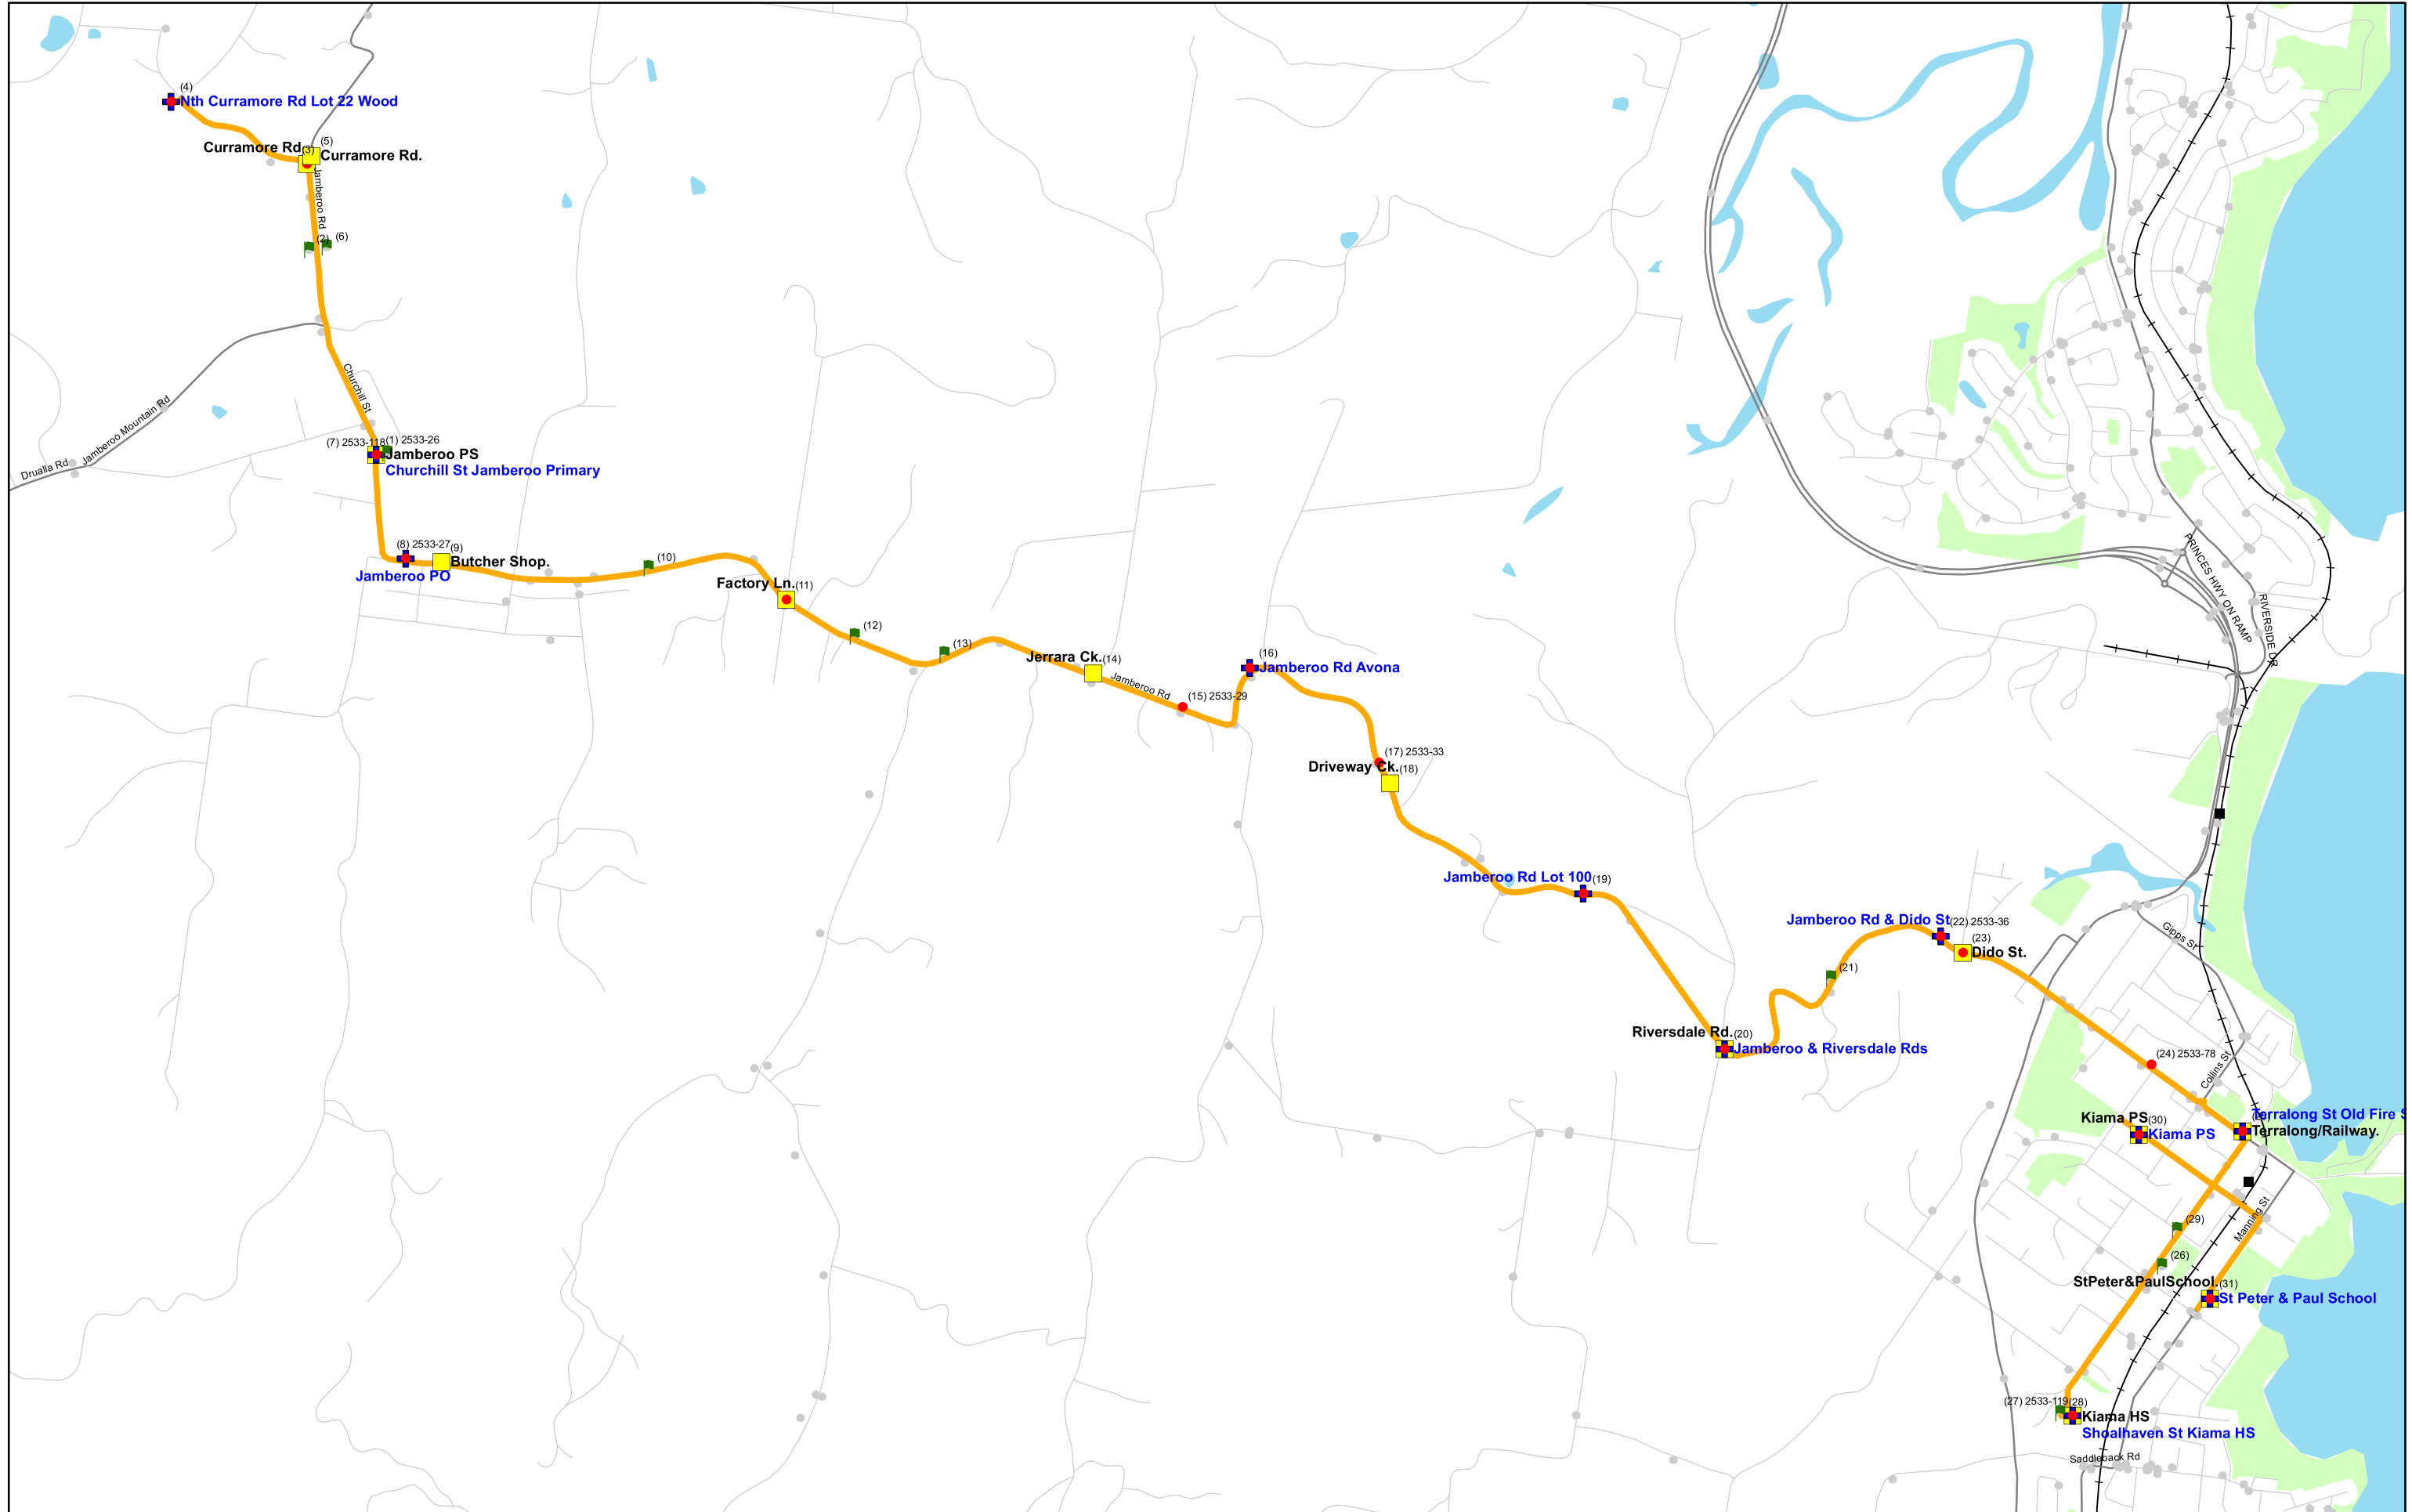 (4)
Nth Curramore Rd Lot 22 Wood
Curramore Rd
(3)
(5)
Curramore Rd.
Jamberoo Rd
(2)
(6)
Churchill St
Jamberoo Mountain Rd
Drualla Rd
(7) 2533-118
(1) 2533-26
Jamberoo PS
Churchill St Jamberoo Primary
(8) 2533-27
(9)
Butcher Shop.
Jamberoo PO
(10)
Factory Ln.
(11)
(12)
(13)
Jerrara Ck.
(14)
Jamberoo Rd
(15) 2533-29
(16)
Jamberoo Rd Avona
(17) 2533-33
Driveway Ck.
(18)
Jamberoo Rd Lot 100
(19)
Riversdale Rd.
(20)
Jamberoo & Riversdale Rds
(21)
Jamberoo Rd & Dido St
(22) 2533-36
(23)
Dido St.
PRINCES HWY ON RAMP
RIVERSIDE DR
Gipps St
(24) 2533-78
Collins St
Terralong St Old Fire
Terralong/Railway.
Kiama PS
(30)
Kiama PS
Manning St
(29)
(26)
StPeter&PaulSchool.
(31)
St Peter & Paul School
(27) 2533-119
(28)
Kiama HS
Shoalhaven St Kiama HS
Saddleback Rd